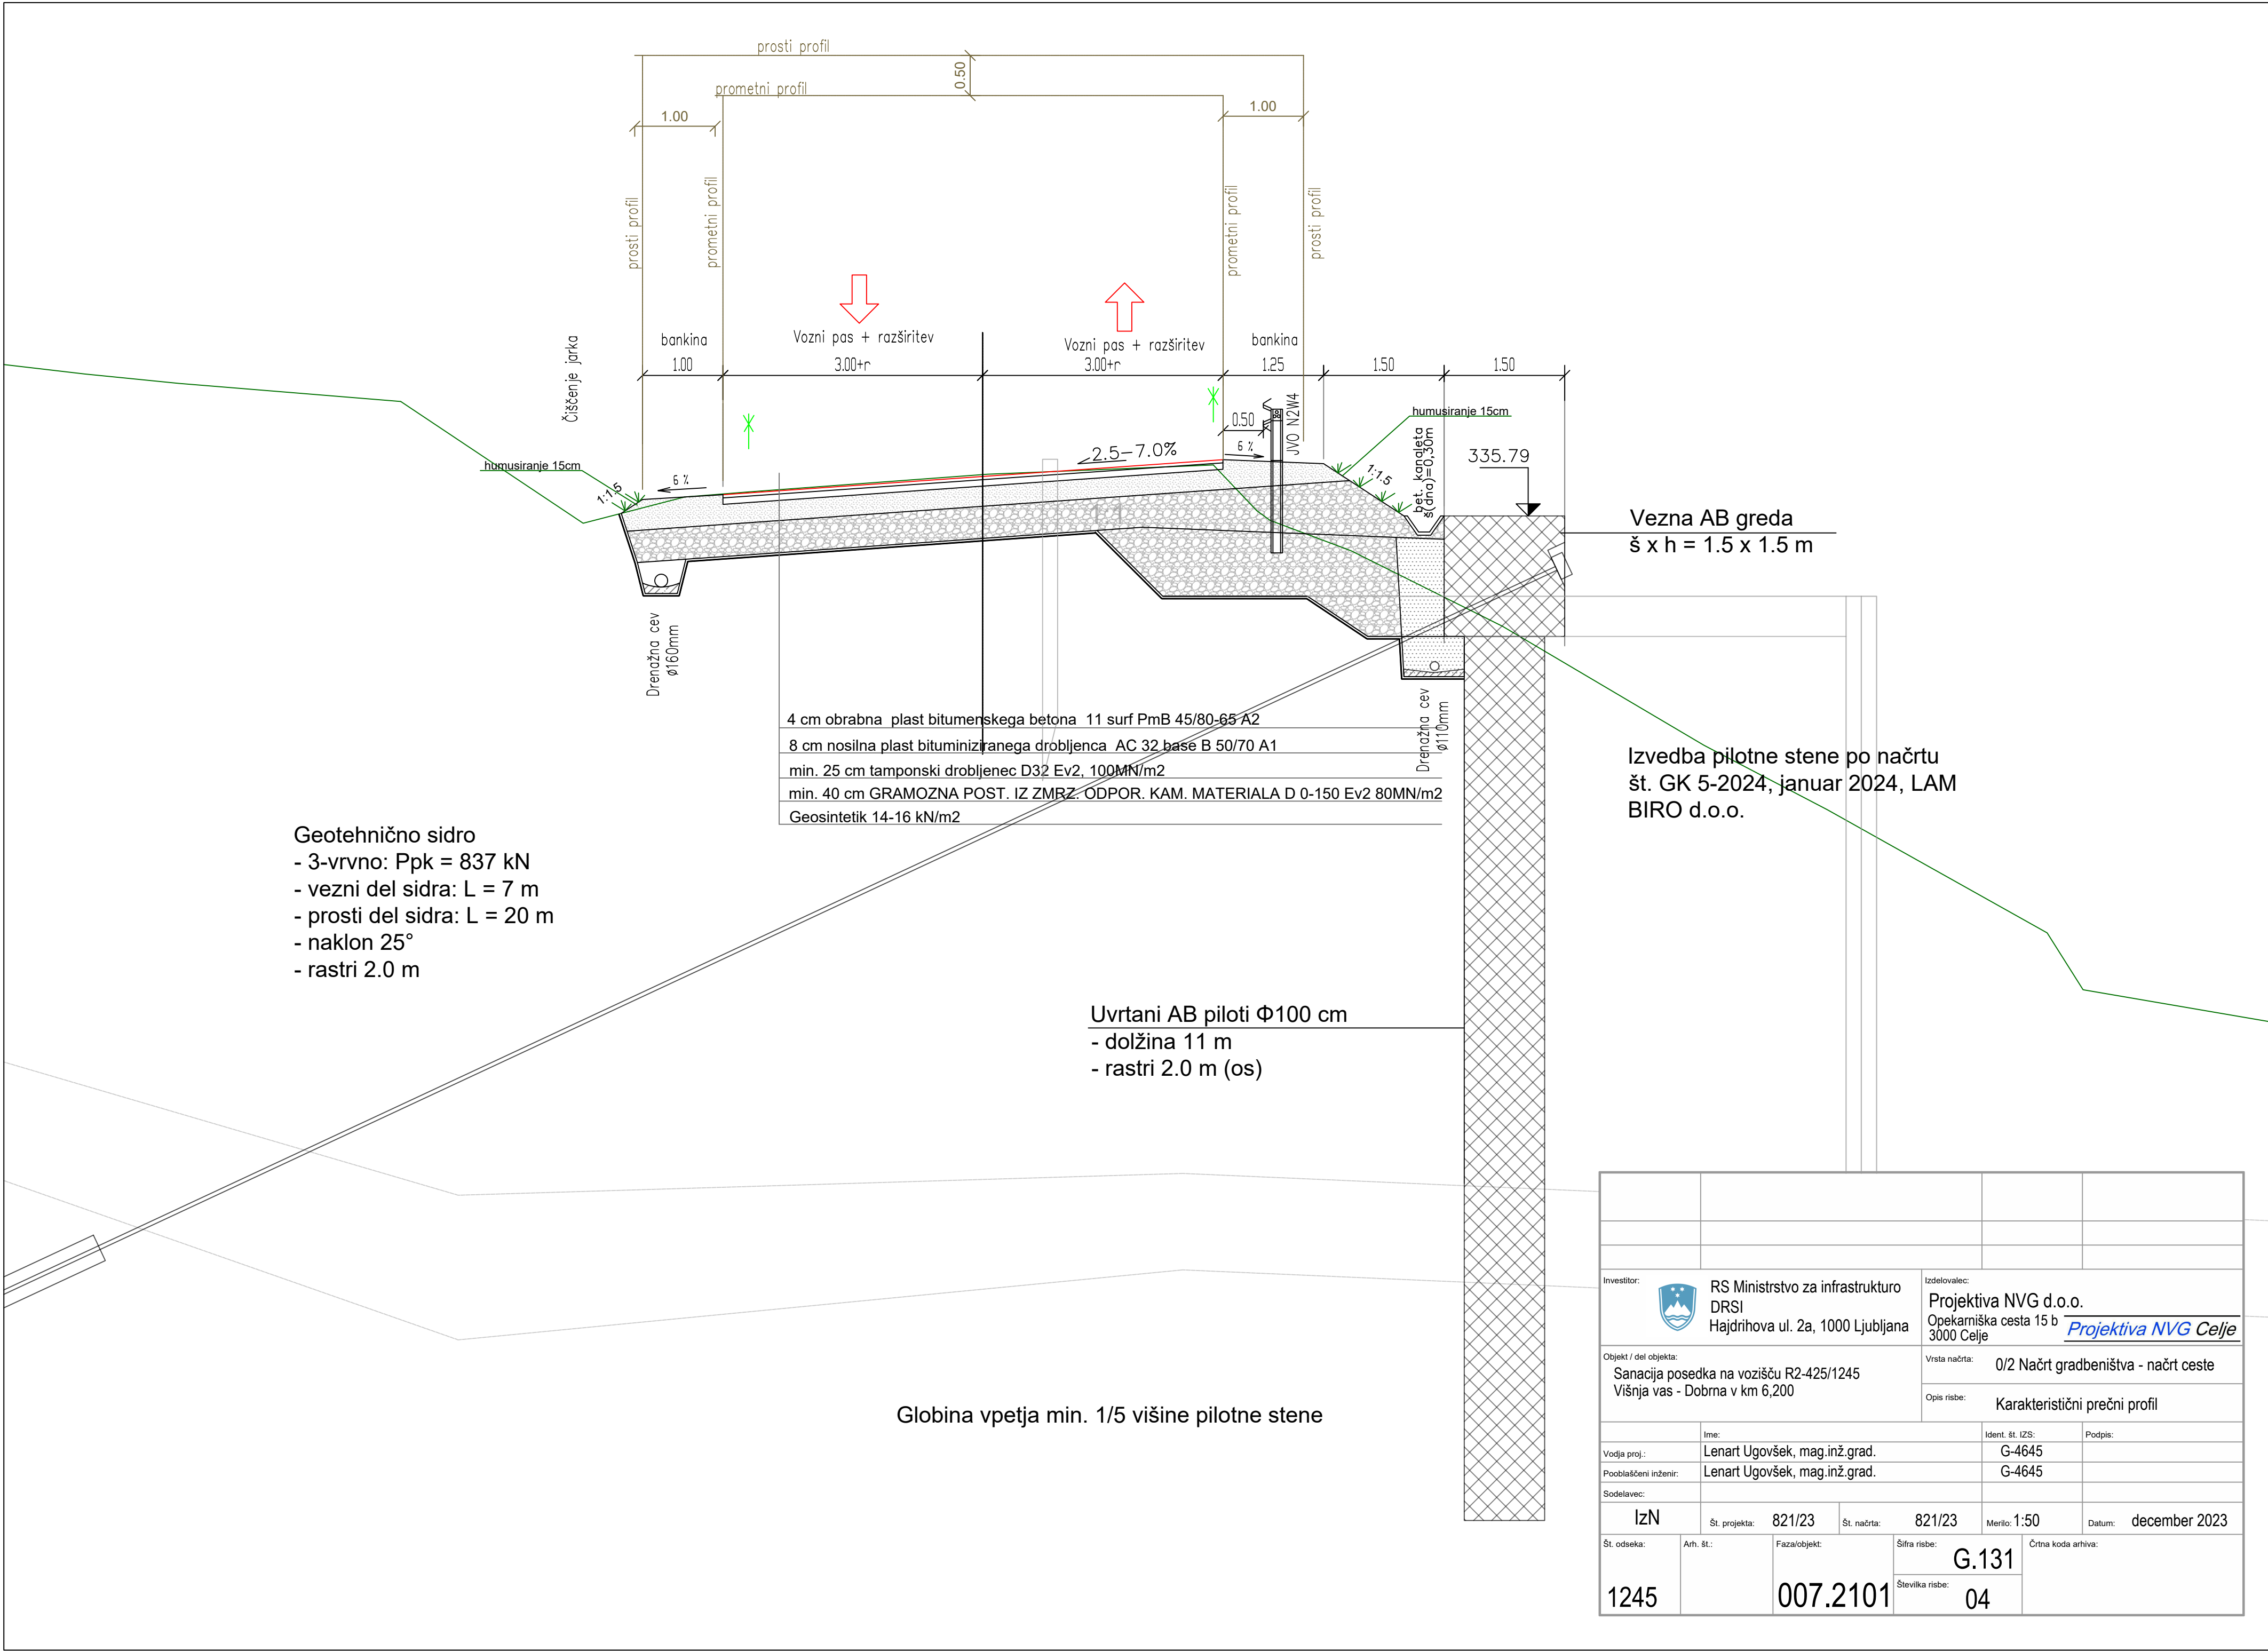 prosti profil
0.50
prometni profil
1.00
1.00
prosti profil
prometni profil
prometni profil
prosti profil
Čiščenje jarka
bankina
1.00
Vozni pas + razširitev
3.00+r
Vozni pas + razširitev
3.00+r
bankina
1.25
1.50
1.50
humusiranje 15cm
1:1.5
6 %
2.5-7.0%
0.50
6 %
JVO N2W4
humusiranje 15cm
1:1.5
bet. kanaleta
š(dna)=0,30m
335.79
1:1
Vezna AB greda
š x h = 1.5 x 1.5 m
Drenažna cev
ø160mm
Drenažna cev
ø110mm
4 cm obrabna plast bitumenskega betona 11 surf PmB 45/80-65 A2
8 cm nosilna plast bituminiziranega drobljenca AC 32 base B 50/70 A1
min. 25 cm tamponski drobljenec D32 Ev2, 100MN/m2
min. 40 cm GRAMOZNA POST. IZ ZMRZ. ODPOR. KAM. MATERIALA D 0-150 Ev2 80MN/m2
Geosintetik 14-16 kN/m2
Izvedba pilotne stene po načrtu
št. GK 5-2024, januar 2024, LAM
BIRO d.o.o.
Geotehnično sidro
- 3-vrvno: Ppk = 837 kN
- vezni del sidra: L = 7 m
- prosti del sidra: L = 20 m
- naklon 25°
- rastri 2.0 m
Uvrtani AB piloti Φ100 cm
- dolžina 11 m
- rastri 2.0 m (os)
Globina vpetja min. 1/5 višine pilotne stene
Investitor:
RS Ministrstvo za infrastrukturo
DRSI
Hajdrihova ul. 2a, 1000 Ljubljana
Izdelovalec:
Projektiva NVG d.o.o.
Opekarniška cesta 15 b
3000 Celje
Projektiva NVG Celje
Objekt / del objekta:
Sanacija posedka na vozišču R2-425/1245
Višnja vas - Dobrna v km 6,200
Vrsta načrta: 0/2 Načrt gradbeništva - načrt ceste
Opis risbe: Karakteristični prečni profil
Ime: Ident. št. IZS: Podpis:
Vodja proj.: Lenart Ugovšek, mag.inž.grad. G-4645
Pooblaščeni inženir: Lenart Ugovšek, mag.inž.grad. G-4645
Sodelavec:
IzN Št. projekta: 821/23 Št. načrta: 821/23 Merilo: 1:50 Datum: december 2023
Št. odseka: Arh. št.: Faza/objekt: Šifra risbe: G.131 Črtna koda arhiva:
1245 007.2101 Številka risbe: 04